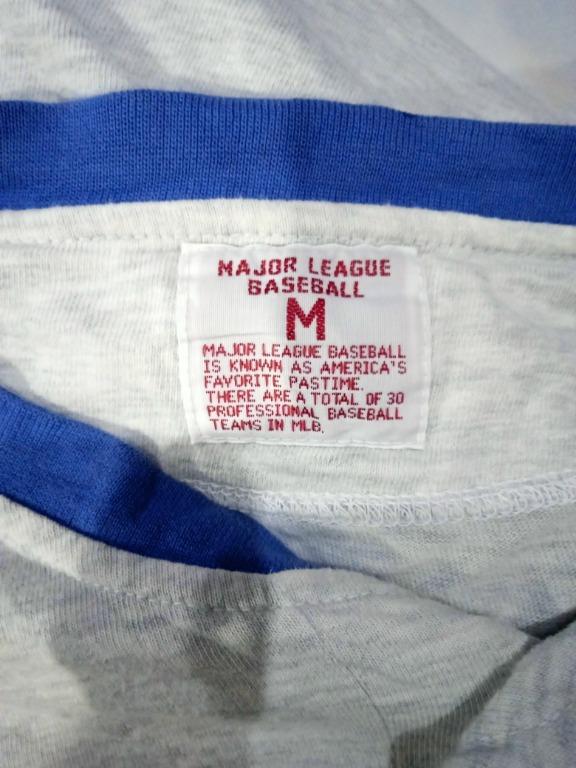 MAJOR LEAGUE
BASEBALL
M
MAJOR LEAGUE BASEBALL
IS KNOWN AS AMERICA'S
FAVORITE PASTIME.
THERE ARE A TOTAL OF 30
PROFESSIONAL BASEBALL
TEAMS IN MLB.